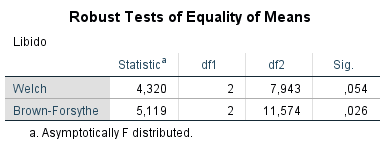 Robust Tests of Equality of Means
Libido
Statistica df1 df2 Sig.
Welch 4,320 2 7,943 ,054
Brown-Forsythe 5,119 2 11,574 ,026
a. Asymptotically F distributed.